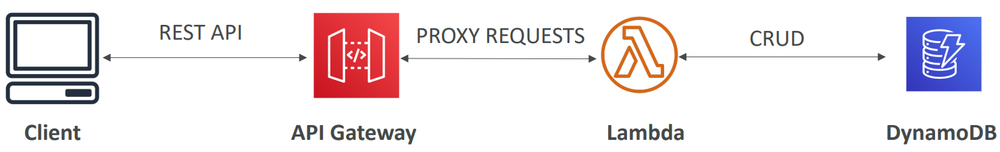 REST API
PROXY REQUESTS
CRUD
</>
Client
API Gateway
Lambda
DynamoDB